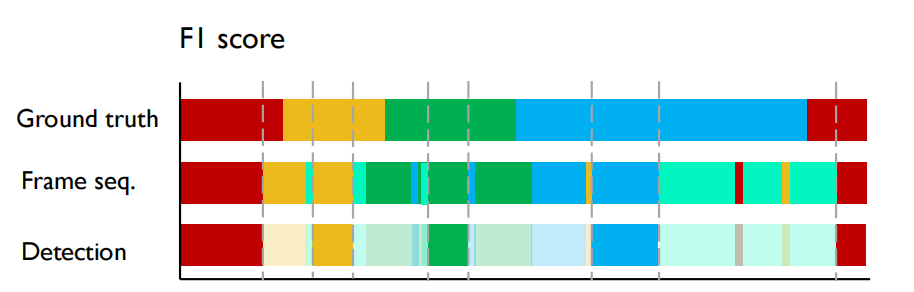 F1 score
Ground truth
Frame seq.
Detection